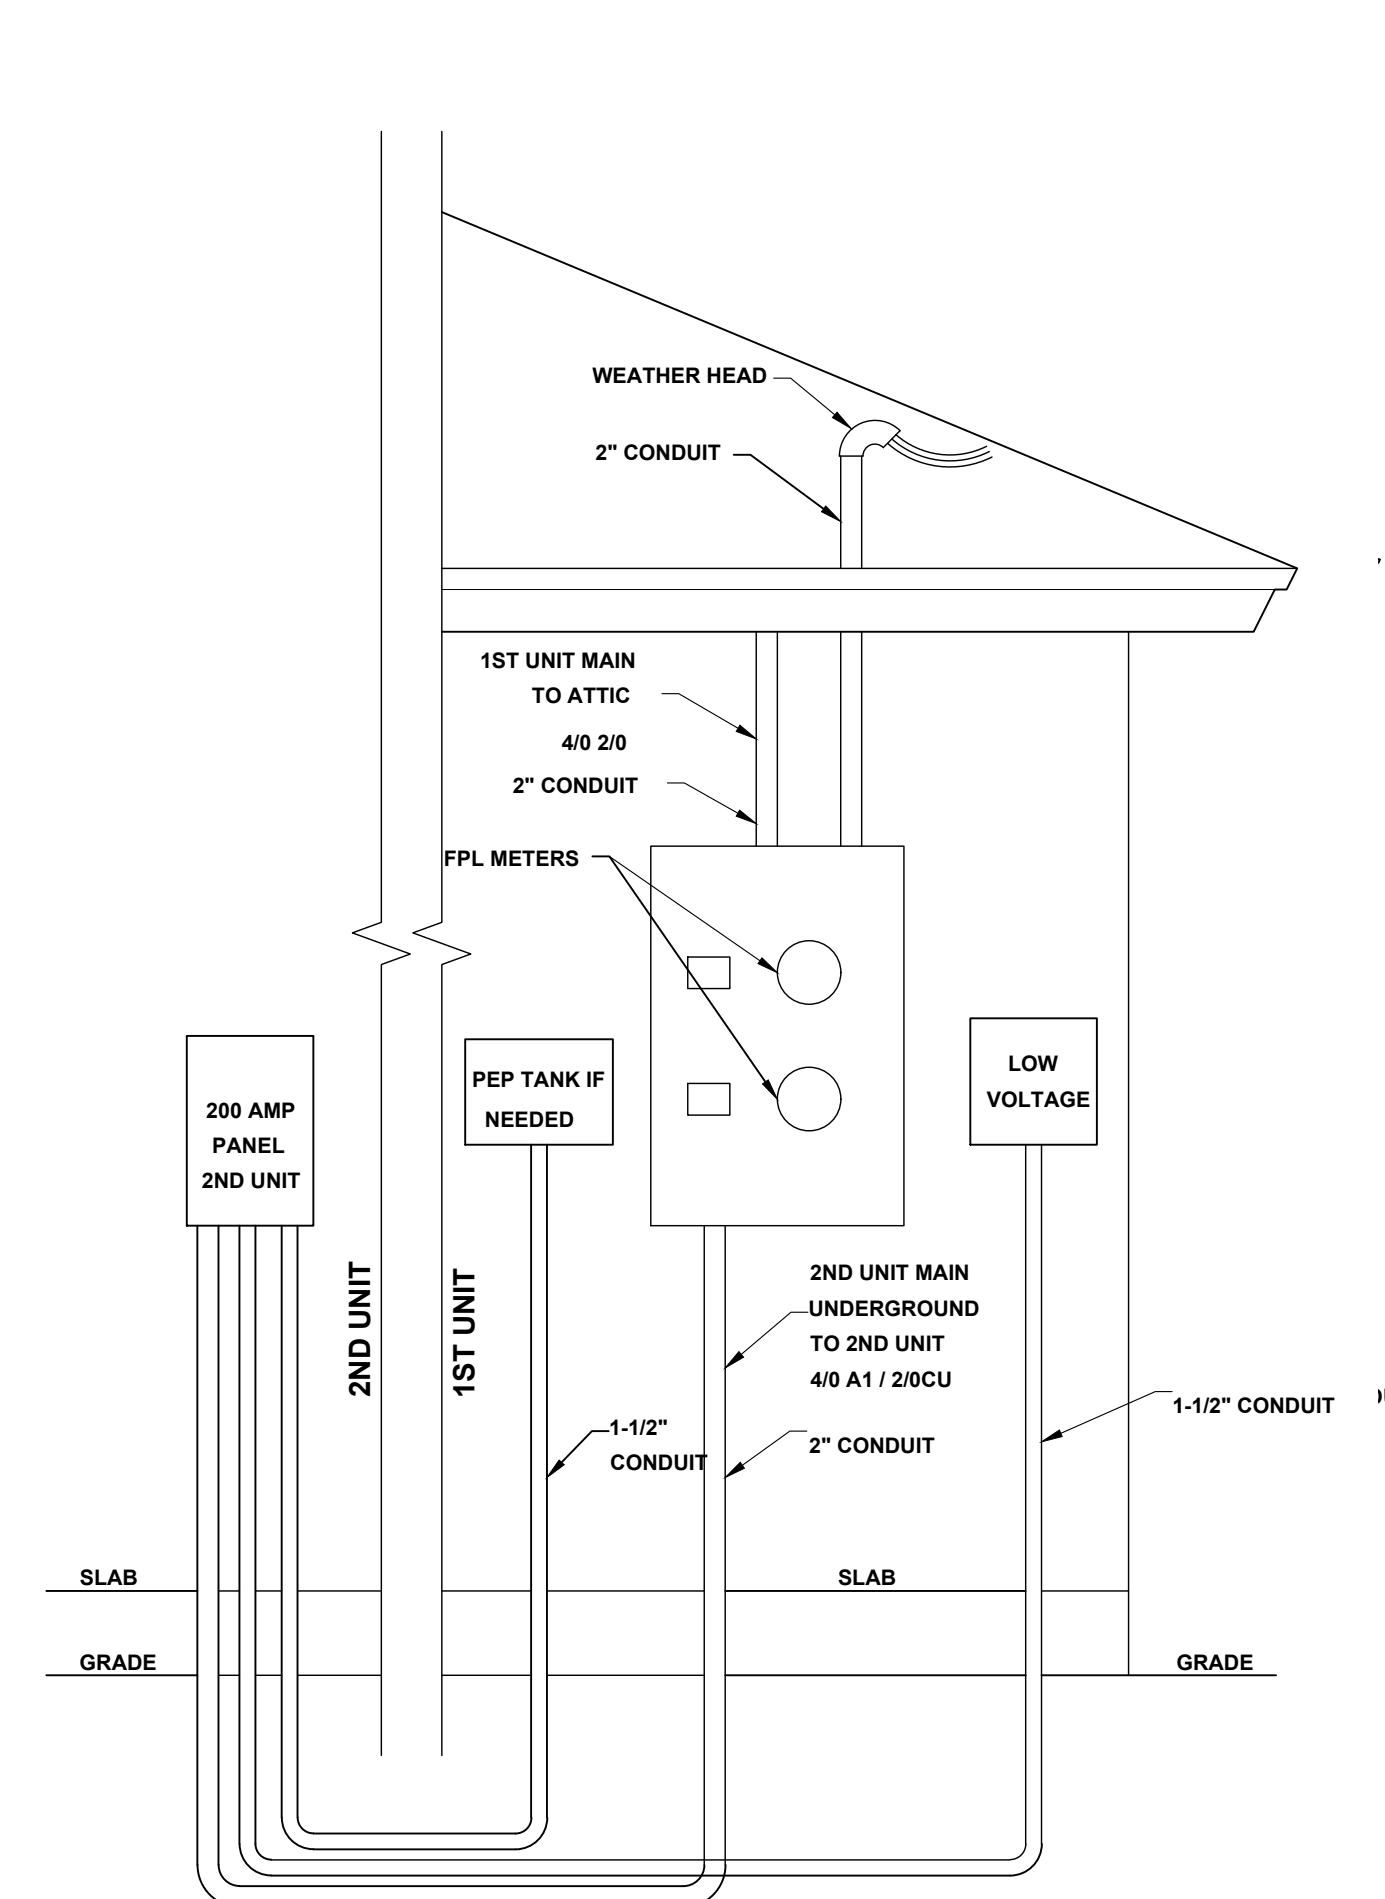 WEATHER HEAD
2" CONDUIT
1ST UNIT MAIN
TO ATTIC
4/0 2/0
2" CONDUIT
FPL METERS
PEP TANK IF
NEEDED
LOW
VOLTAGE
200 AMP
PANEL
2ND UNIT
2ND UNIT
1ST UNIT
2ND UNIT MAIN
UNDERGROUND
TO 2ND UNIT
4/0 A1 / 2/0CU
1-1/2" CONDUIT
1-1/2"
CONDUIT
2" CONDUIT
SLAB
SLAB
GRADE
GRADE